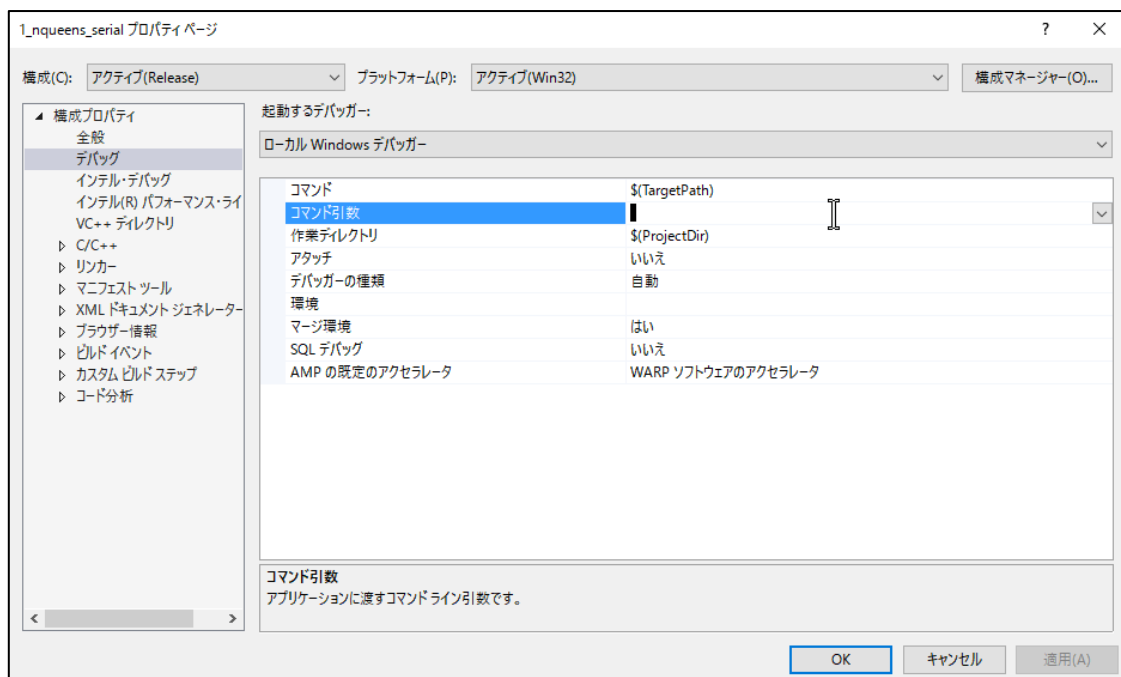 1_nqueens_serial プロパティ ページ
? ×
構成(C): アクティブ(Release) プラットフォーム(P): アクティブ(Win32) 構成マネージャー(O)...
構成プロパティ
全般
デバッグ
インテル・デバッグ
インテル(R) パフォーマンス・ライ
VC++ ディレクトリ
C/C++
リンカー
マニフェスト ツール
XML ドキュメント ジェネレーター
ブラウザー情報
ビルド イベント
カスタム ビルド ステップ
コード分析
起動するデバッガー:
ローカル Windows デバッガー
コマンド $(TargetPath)
コマンド引数
作業ディレクトリ $(ProjectDir)
アタッチ いいえ
デバッガーの種類 自動
環境
マージ環境 はい
SQL デバッグ いいえ
AMP の既定のアクセラレータ WARP ソフトウェアのアクセラレータ
コマンド引数
アプリケーションに渡すコマンド ライン引数です。
OK キャンセル 適用(A)